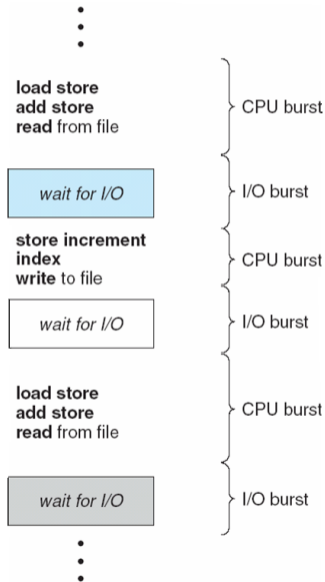 load store
add store
read from file
CPU burst
wait for I/O
I/O burst
store increment
index
write to file
CPU burst
wait for I/O
I/O burst
load store
add store
read from file
CPU burst
wait for I/O
I/O burst